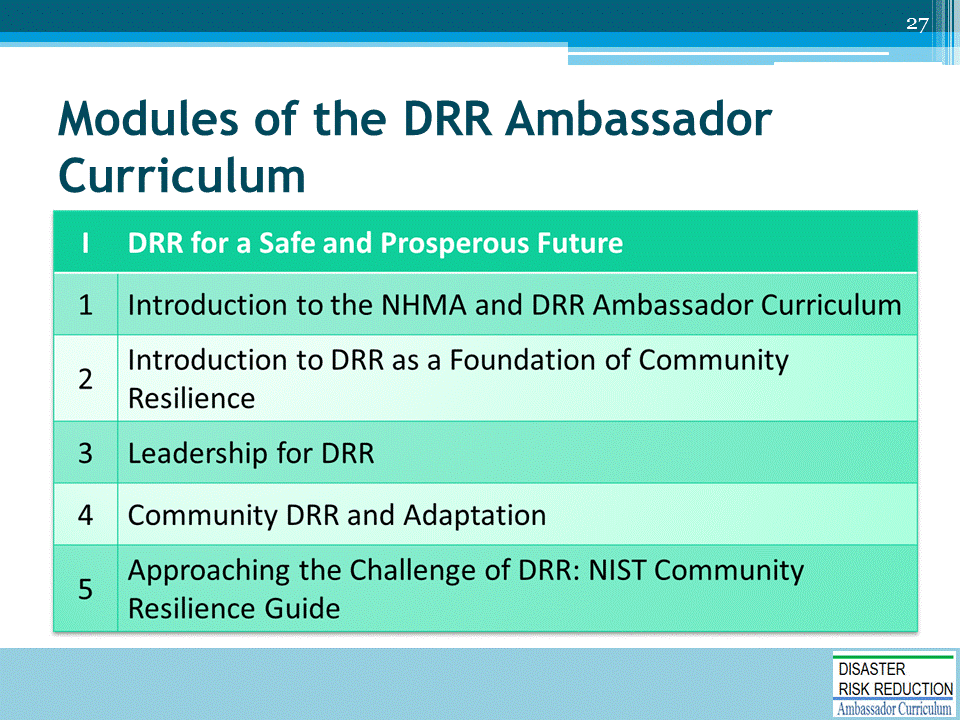 27
Modules of the DRR Ambassador
Curriculum
I DRR for a Safe and Prosperous Future
1 Introduction to the NHMA and DRR Ambassador Curriculum
2 Introduction to DRR as a Foundation of Community
Resilience
3 Leadership for DRR
4 Community DRR and Adaptation
5 Approaching the Challenge of DRR: NIST Community
Resilience Guide
DISASTER
RISK REDUCTION
Ambassador Curriculum